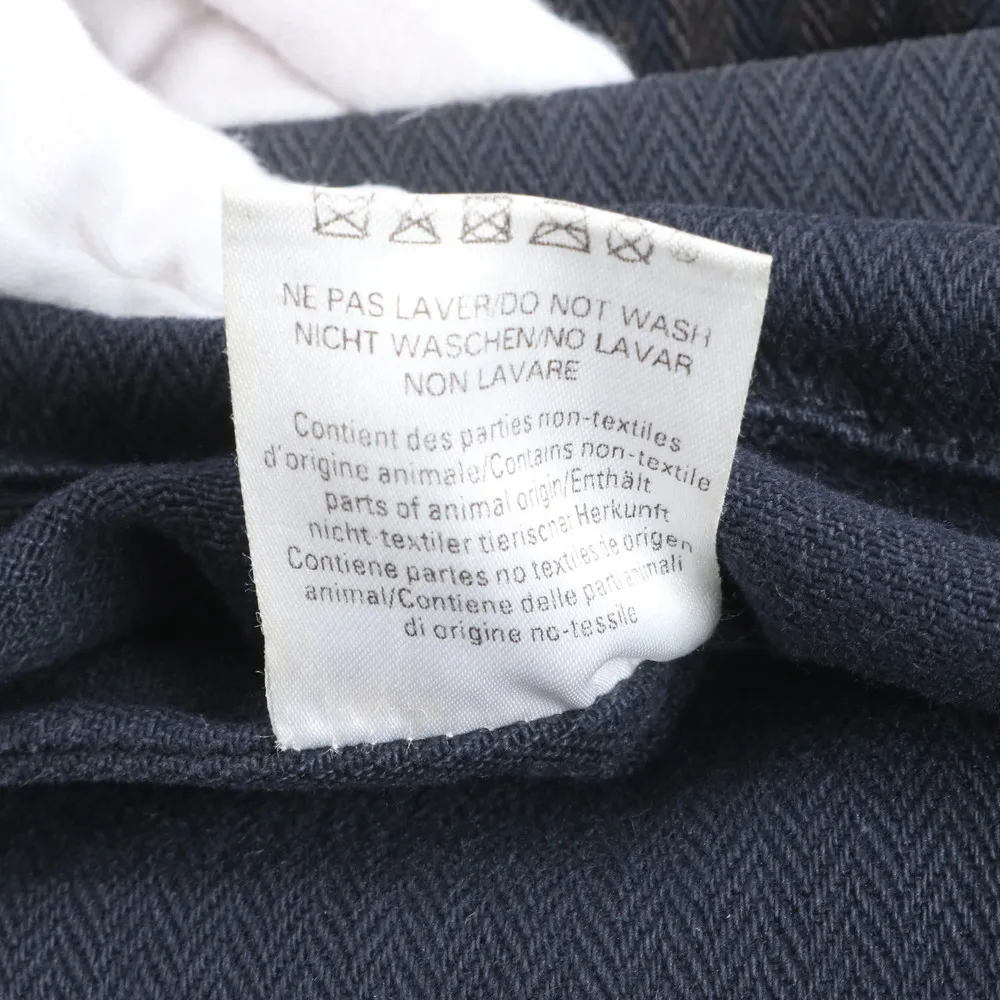 NE PAS LAVER/DO NOT WASH
NICHT WASCHEN/NO LAVAR
NON LAVARE
Contient des parties non-textiles
d'origine animale/Contains non-textile
parts of animal origin/Enthält
nicht-textiler tierischer Herkunft
Contiene partes no textiles de origen
animal/Contiene delle parti animali
di origine no-tessile